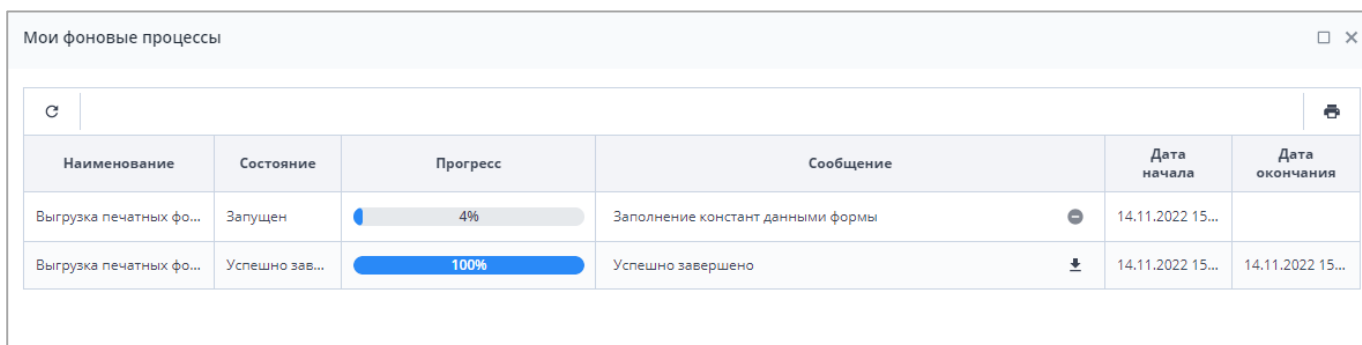 Мои фоновые процессы
Наименование Состояние Прогресс Сообщение Дата начала Дата окончания
Выгрузка печатных фо... Запущен 4% Заполнение констант данными формы 14.11.2022 15...
Выгрузка печатных фо... Успешно зав... 100% Успешно завершено 14.11.2022 15... 14.11.2022 15...